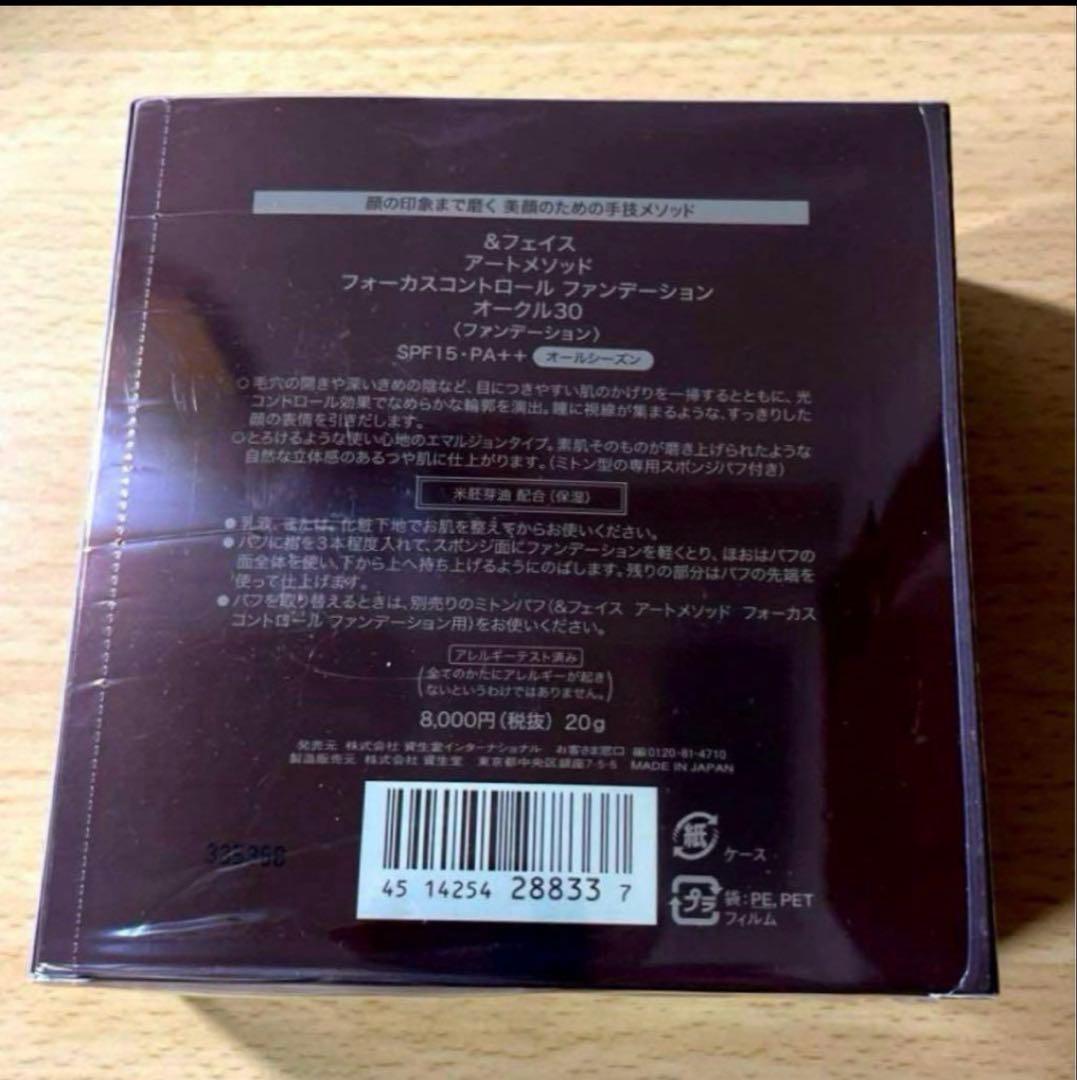 顔の印象まで磨く 美顔のための手技メソッド
&フェイス
アートメソッド
フォーカスコントロール ファンデーション
オークル30
〈ファンデーション〉
SPF15・PA++ オールシーズン
○毛穴の開きや深いきめの陰など、目につきやすい肌のかげりを一掃するとともに、光
コントロール効果でなめらかな輪郭を演出。瞳に視線が集まるような、すっきりした
顔の表情を引きだします。
○とろけるような使い心地のエマルジョンタイプ。素肌そのものが磨き上げられたような
自然な立体感のあるつや肌に仕上がります。(ミトン型の専用スポンジパフ付き)
米胚芽油 配合(保湿)
●乳液、または、化粧下地でお肌を整えてからお使いください。
●パフに指を3本程度入れて、スポンジ面にファンデーションを軽くとり、ほおはパフの
面全体を使い、下から上へ持ち上げるようにのばします。残りの部分はパフの先端を
使って仕上げます。
●パフを取り替えるときは、別売りのミトンパフ(&フェイス アートメソッド フォーカス
コントロール ファンデーション用)をお使いください。
アレルギーテスト済み
(全てのかたにアレルギーが起き
ないというわけではありません。)
8,000円(税抜) 20g
発売元 株式会社 資生堂インターナショナル お客さま窓口 0120-81-4710
製造販売元 株式会社 資生堂 東京都中央区銀座7-5-5 MADE IN JAPAN
45 14254 28833 7
紙 ケース
プラ 袋:PE, PET
フィルム